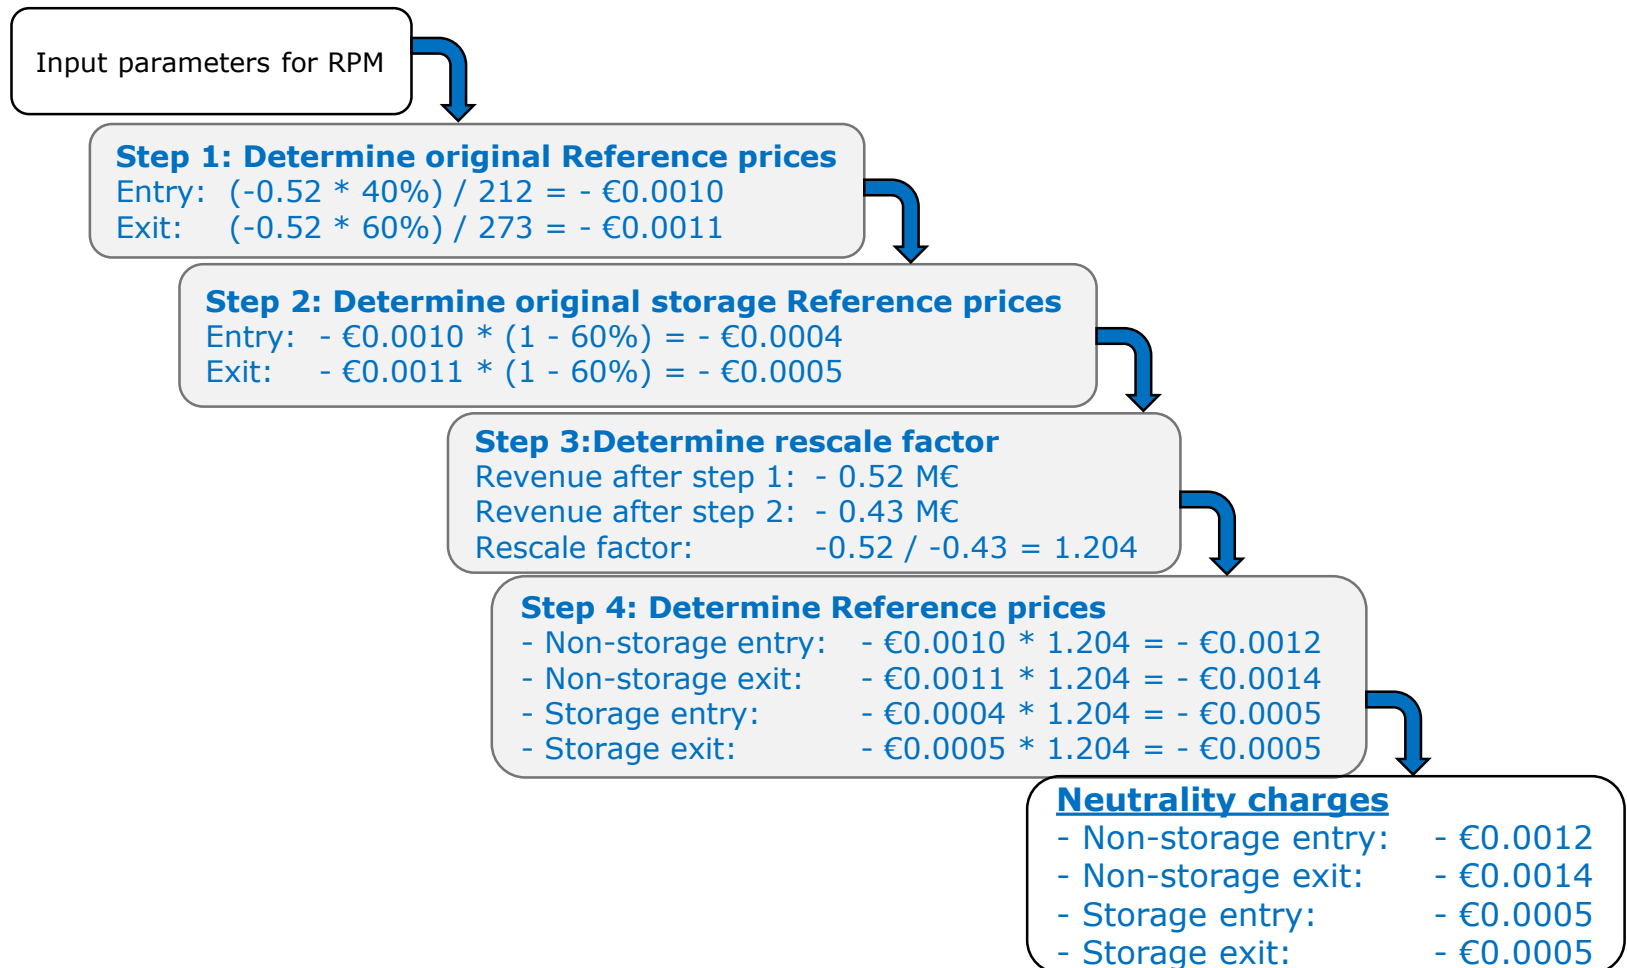 Input parameters for RPM
Step 1: Determine original Reference prices
Entry: (-0.52 * 40%) / 212 = - €0.0010
Exit: (-0.52 * 60%) / 273 = - €0.0011
Step 2: Determine original storage Reference prices
Entry: - €0.0010 * (1 - 60%) = - €0.0004
Exit: - €0.0011 * (1 - 60%) = - €0.0005
Step 3:Determine rescale factor
Revenue after step 1: - 0.52 M€
Revenue after step 2: - 0.43 M€
Rescale factor: -0.52 / -0.43 = 1.204
Step 4: Determine Reference prices
- Non-storage entry: - €0.0010 * 1.204 = - €0.0012
- Non-storage exit: - €0.0011 * 1.204 = - €0.0014
- Storage entry: - €0.0004 * 1.204 = - €0.0005
- Storage exit: - €0.0005 * 1.204 = - €0.0005
Neutrality charges
- Non-storage entry: - €0.0012
- Non-storage exit: - €0.0014
- Storage entry: - €0.0005
- Storage exit: - €0.0005